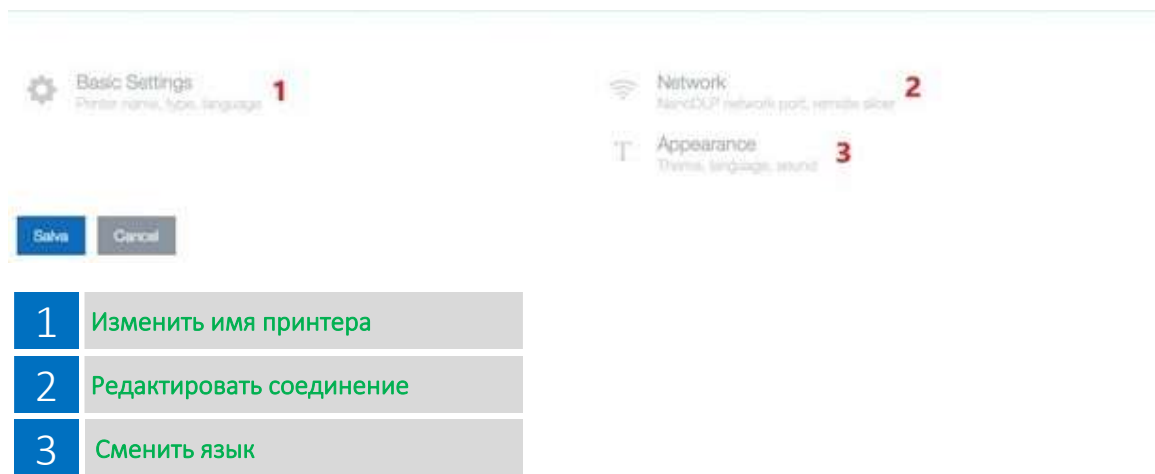 Basic Settings 1
Printer name, type, language
Network 2
NanoDLP network port, remote slicer
Appearance 3
Theme, language, sound
Salva Cancel
1 Изменить имя принтера
2 Редактировать соединение
3 Сменить язык